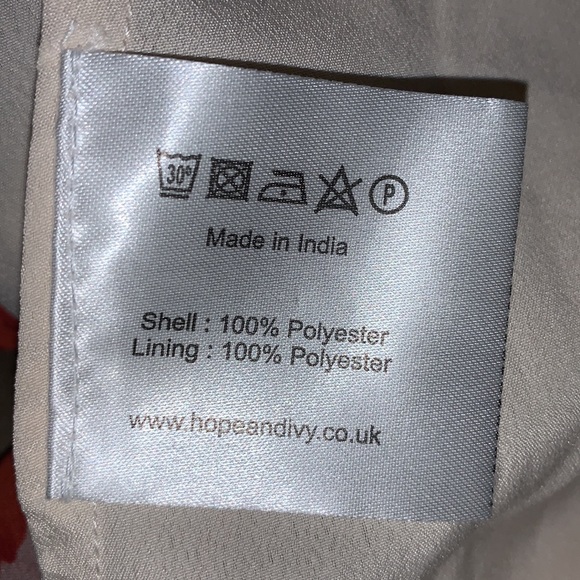 30° P
Made in India
Shell : 100% Polyester
Lining : 100% Polyester
www.hopeandivy.co.uk